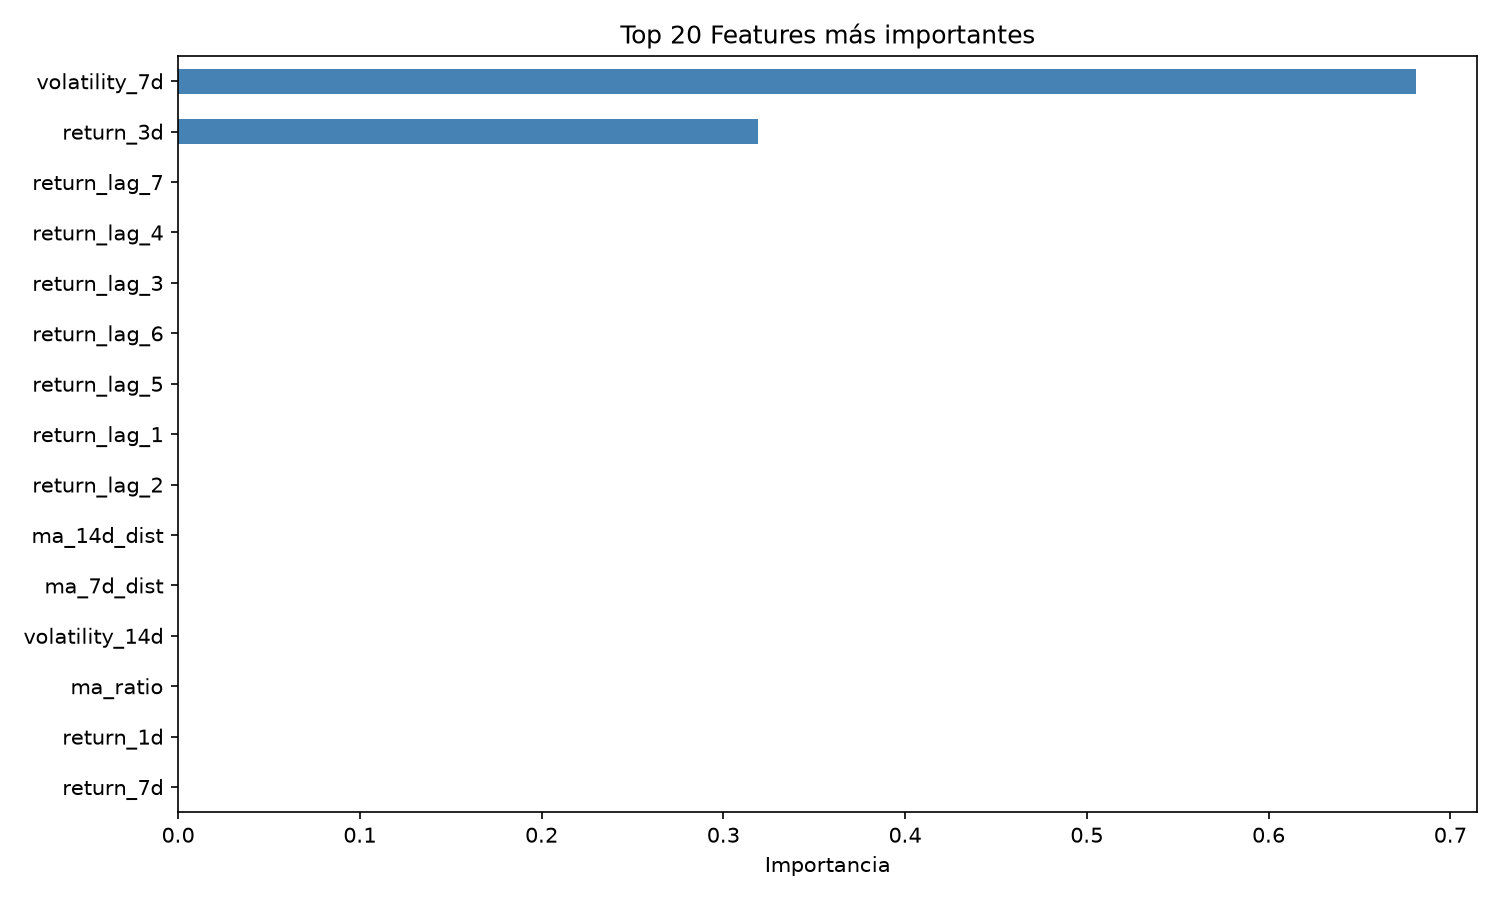 Top 20 Features más importantes
volatility_7d
return_3d
return_lag_7
return_lag_4
return_lag_3
return_lag_6
return_lag_5
return_lag_1
return_lag_2
ma_14d_dist
ma_7d_dist
volatility_14d
ma_ratio
return_1d
return_7d
0.0 0.1 0.2 0.3 0.4 0.5 0.6 0.7
Importancia